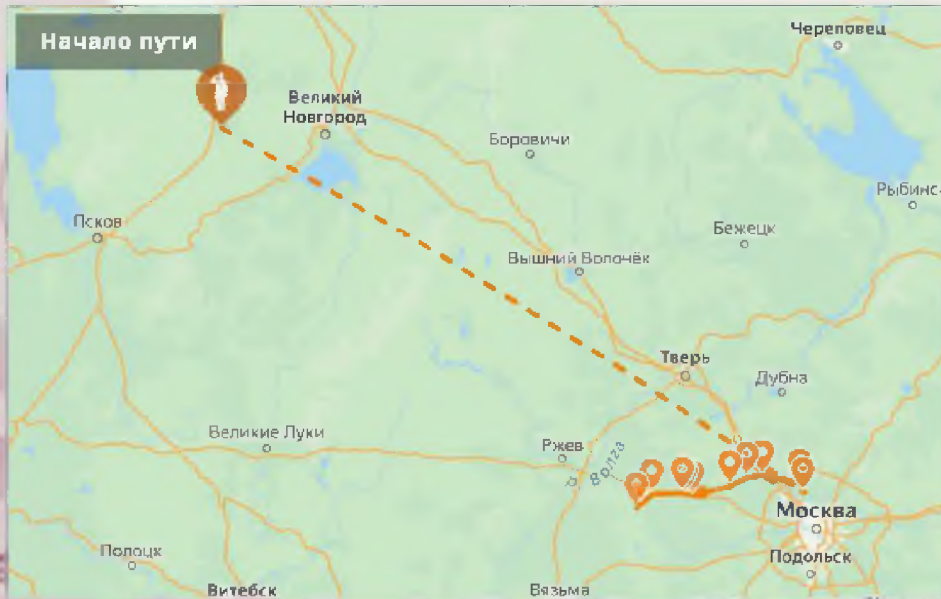 Начало пути
Череповец
Великий
Новгород
Боровичи
Рыбинс
Псков
Бежецк
Вышний Волочёк
Тверь
Дубна
Великие Луки
Ржев
Волга
Москва
Полоцк
Подольск
Витебск
Вязьма